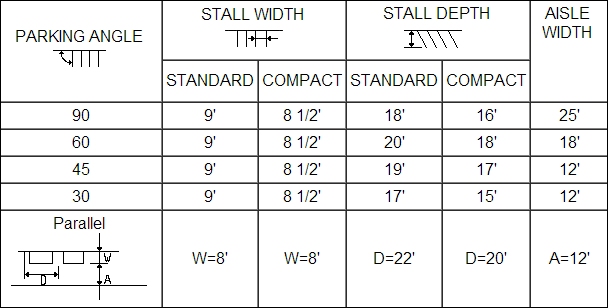 PARKING ANGLE STALL WIDTH STALL DEPTH AISLE WIDTH
STANDARD COMPACT STANDARD COMPACT
90 9' 8 1/2' 18' 16' 25'
60 9' 8 1/2' 20' 18' 18'
45 9' 8 1/2' 19' 17' 12'
30 9' 8 1/2' 17' 15' 12'
Parallel
W
D A
W=8' W=8' D=22' D=20' A=12'